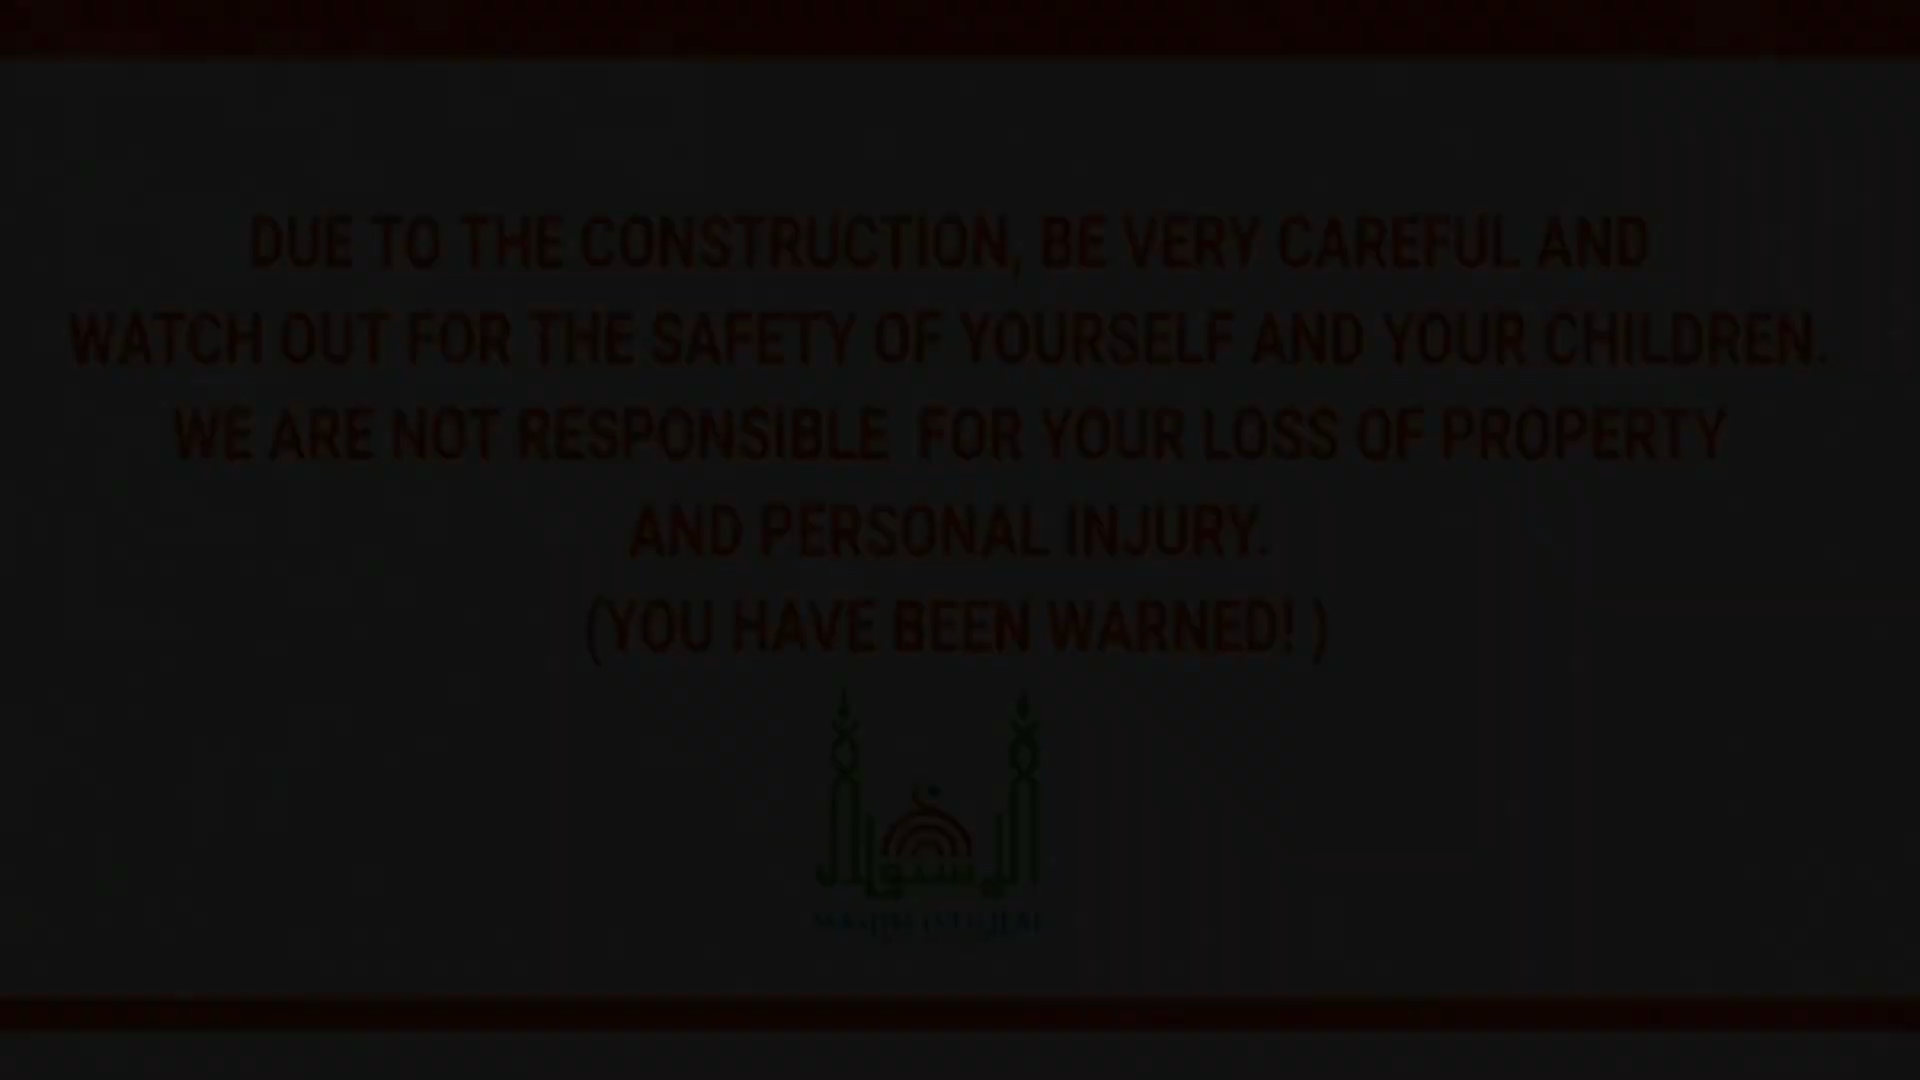 DUE TO THE CONSTRUCTION, BE VERY CAREFUL AND
WATCH OUT FOR THE SAFETY OF YOURSELF AND YOUR CHILDREN.
WE ARE NOT RESPONSIBLE FOR YOUR LOSS OF PROPERTY
AND PERSONAL INJURY.
(YOU HAVE BEEN WARNED! )